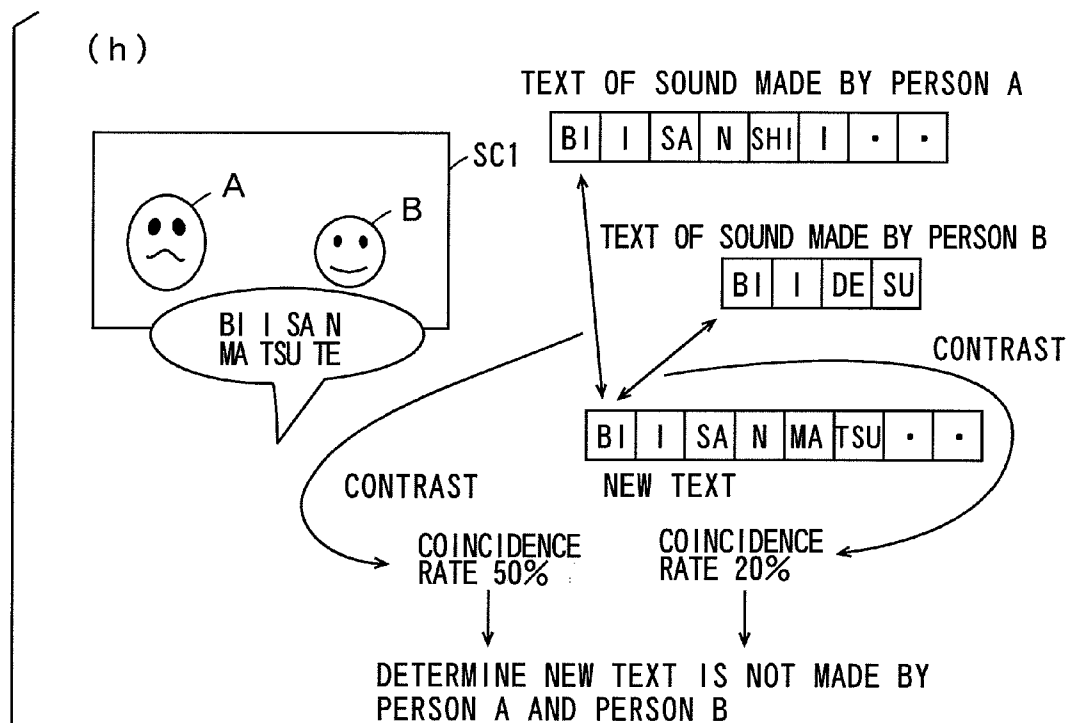 (h)
TEXT OF SOUND MADE BY PERSON A
BI I SA N SHI I · ·
SC1
A
B
TEXT OF SOUND MADE BY PERSON B
BI I DE SU
BI I SA N
MA TSU TE
CONTRAST
BI I SA N MA TSU · ·
CONTRAST
NEW TEXT
COINCIDENCE
RATE 50%
COINCIDENCE
RATE 20%
DETERMINE NEW TEXT IS NOT MADE BY
PERSON A AND PERSON B